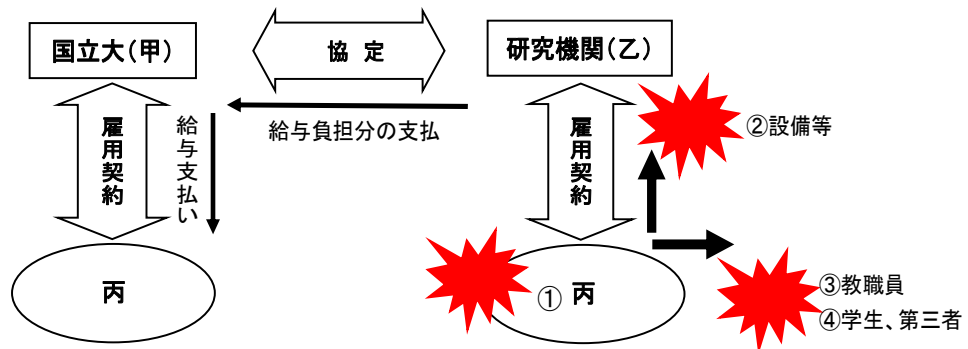 国立大(甲)
協 定
研究機関(乙)
給与負担分の支払
雇用契約
給与支払い
雇用契約
②設備等
丙
①
丙
③教職員
④学生、第三者